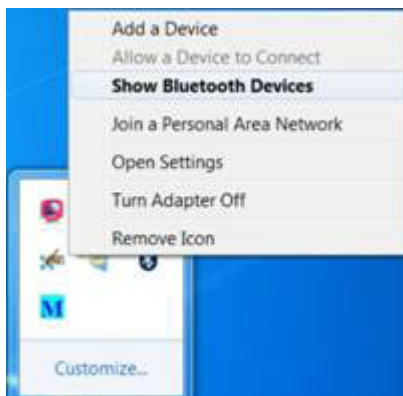 Add a Device
Allow a Device to Connect
Show Bluetooth Devices
Join a Personal Area Network
Open Settings
Turn Adapter Off
Remove Icon
M
Customize...